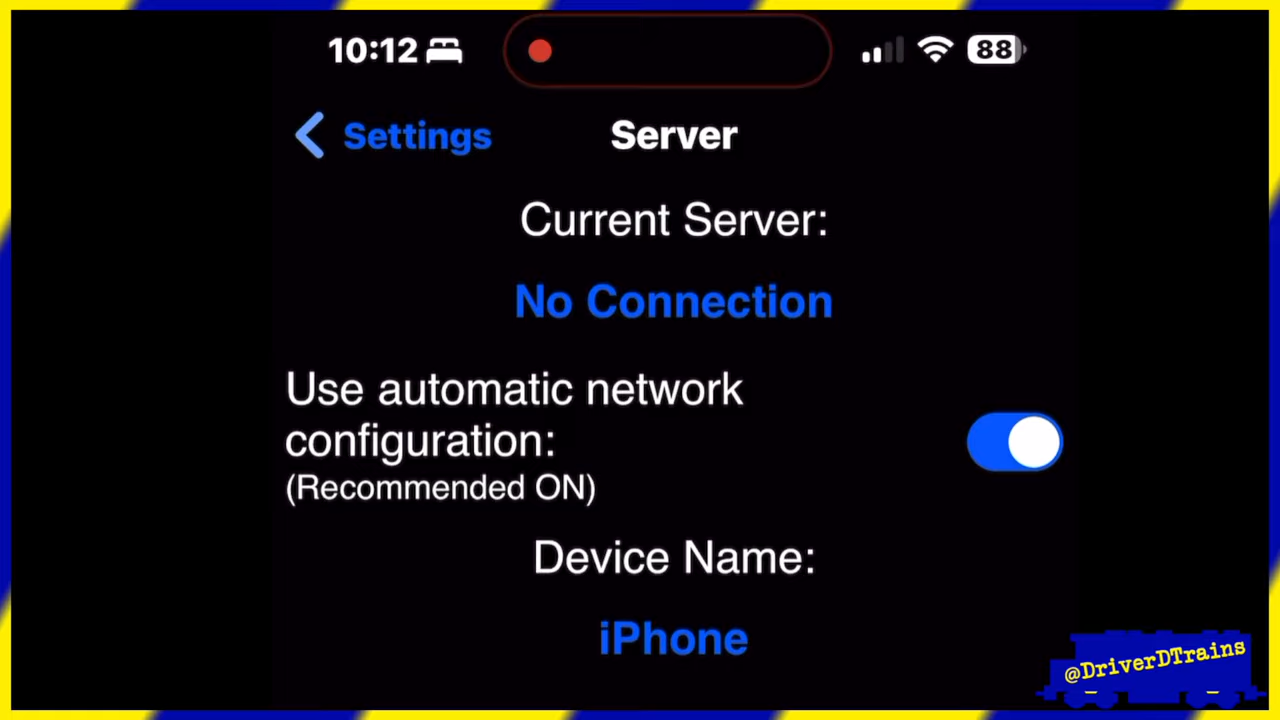 10:12
88
Settings
Server
Current Server:
No Connection
Use automatic network
configuration:
(Recommended ON)
Device Name:
iPhone
@DriverDTrains